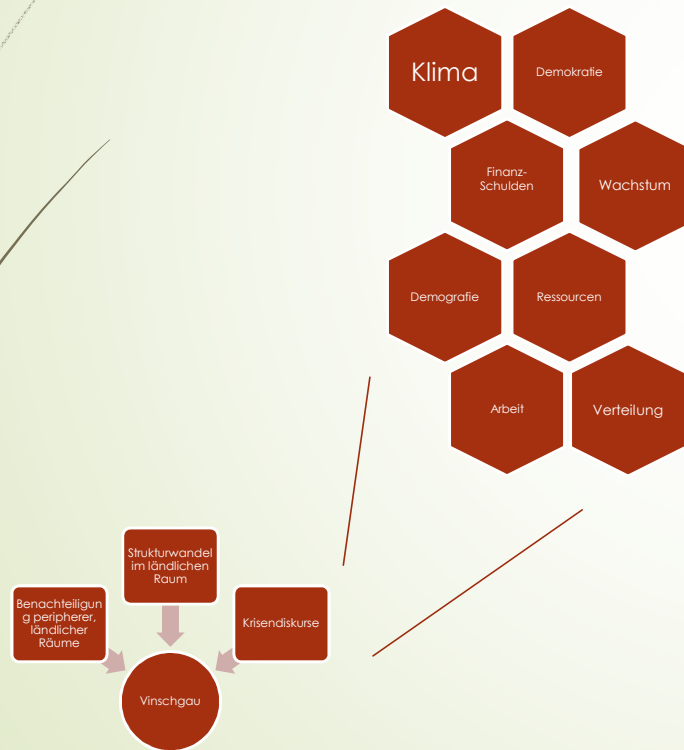 Klima
Demokratie
Finanz-
Schulden
Wachstum
Demografie
Ressourcen
Arbeit
Verteilung
Strukturwandel
im ländlichen
Raum
Benachteiligun
g peripherer,
ländlicher
Räume
Krisendiskurse
Vinschgau